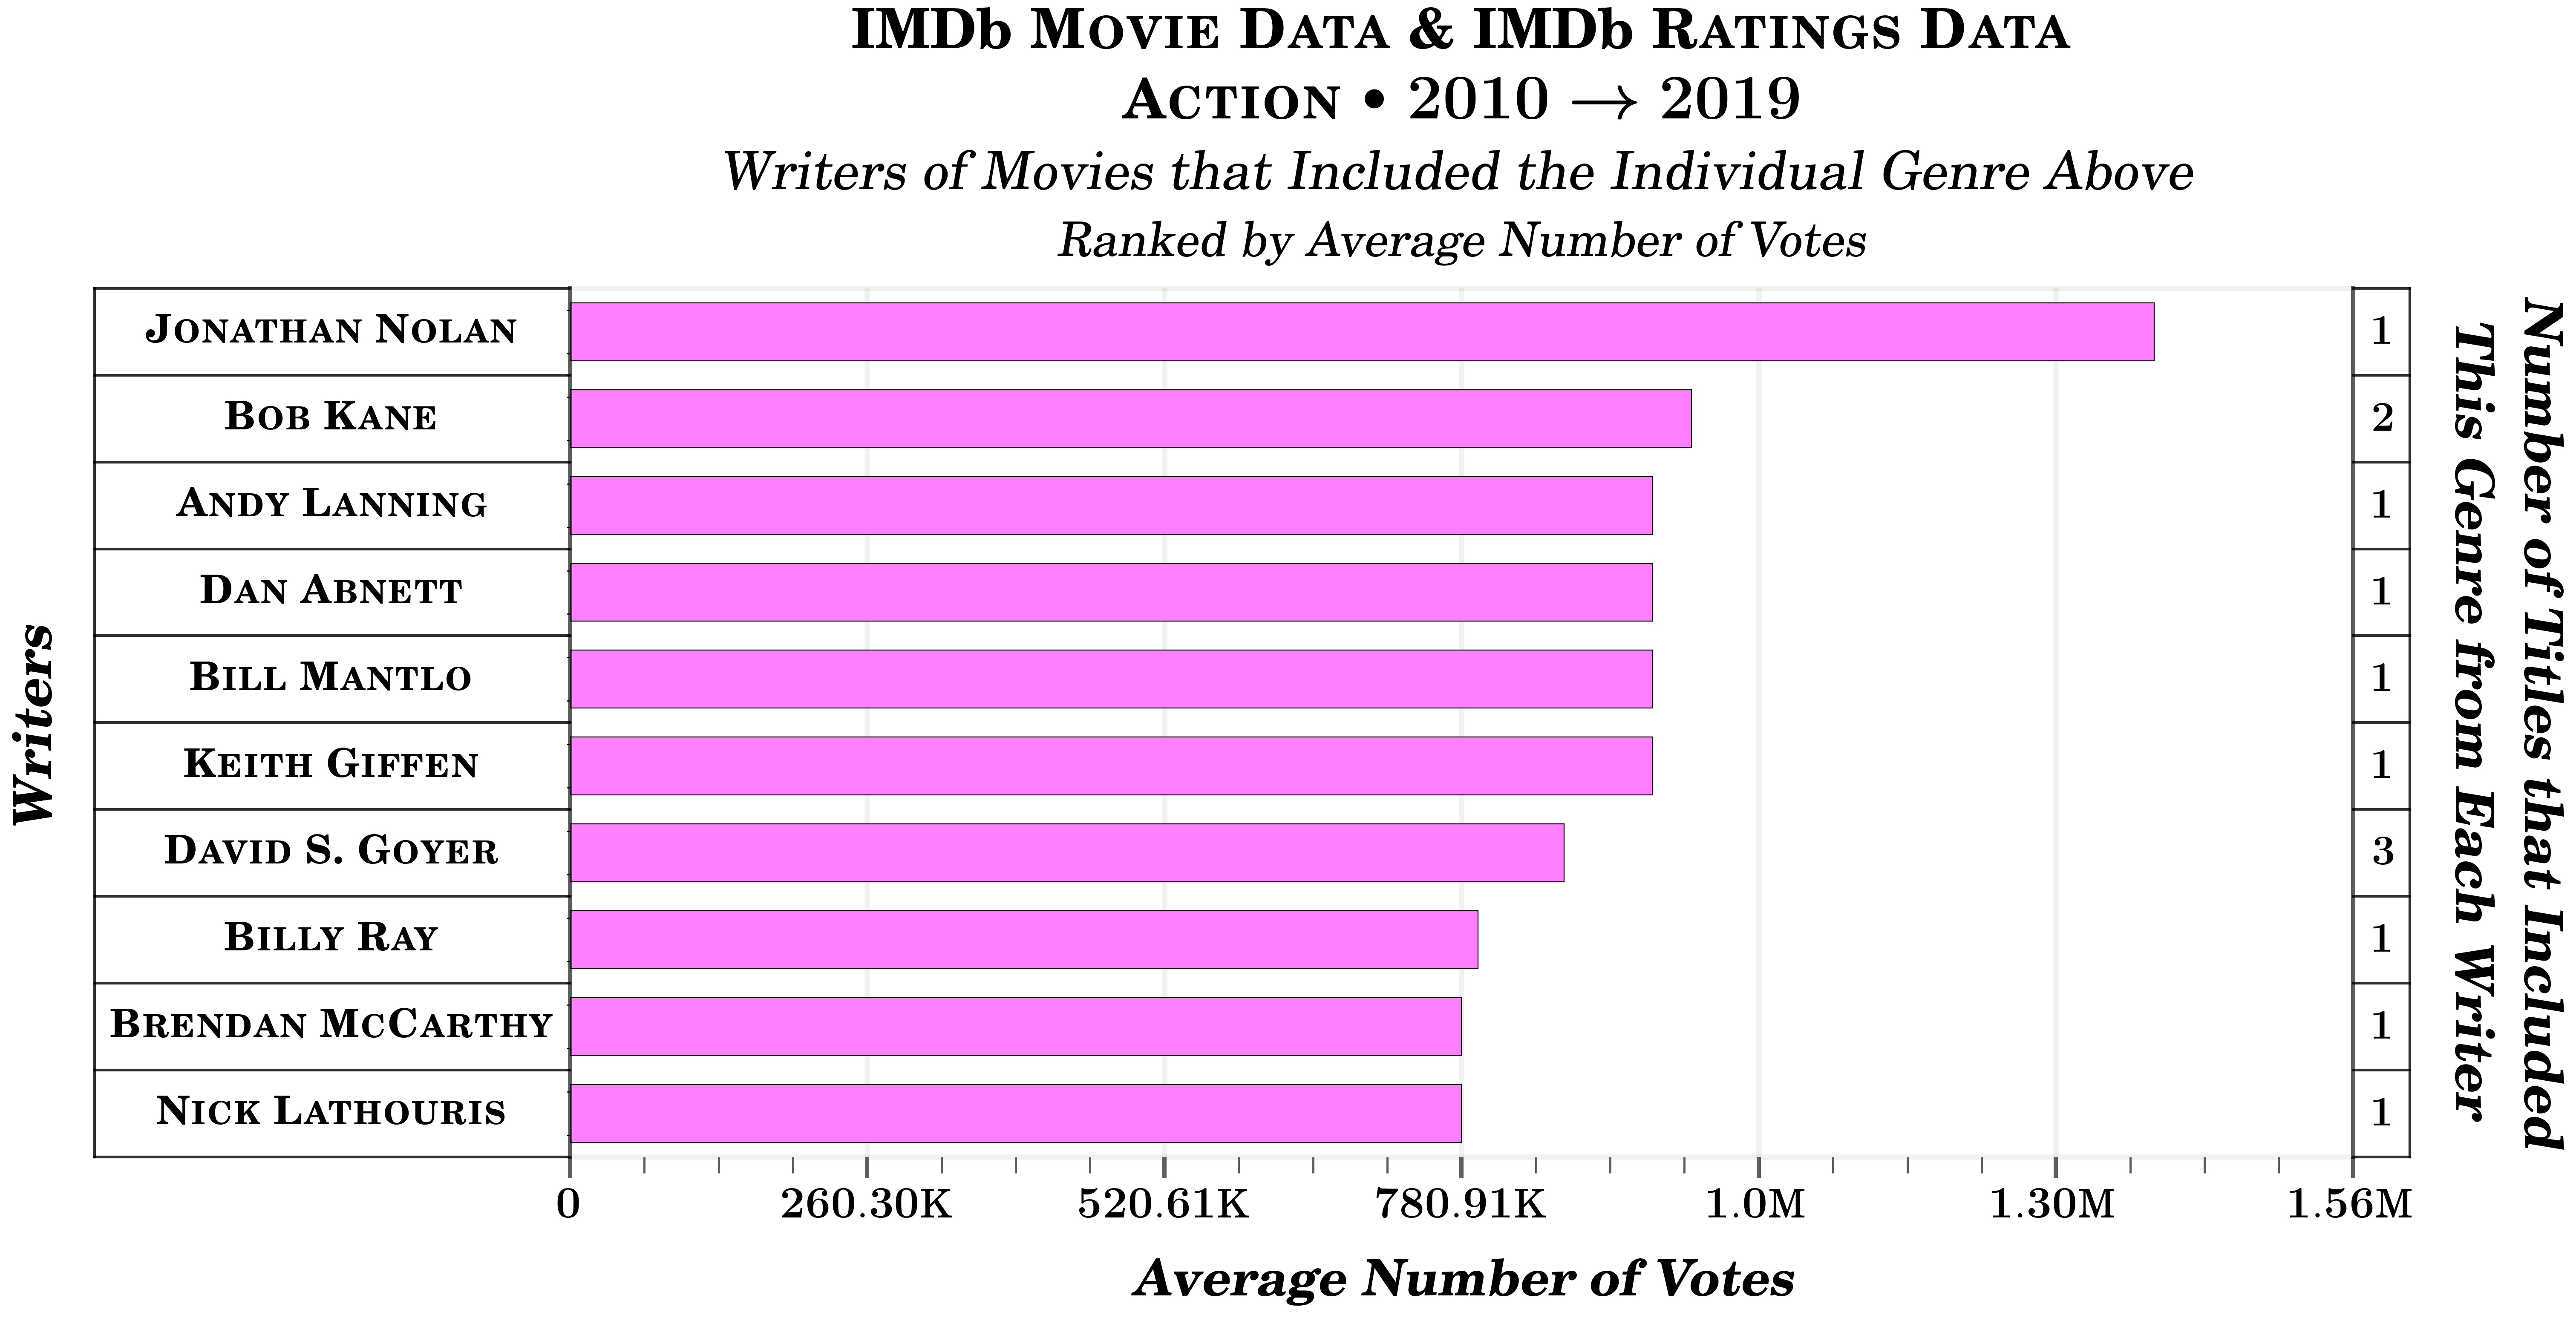 IMDb Movie Data & IMDb Ratings Data
Action • 2010 → 2019
Writers of Movies that Included the Individual Genre Above
Ranked by Average Number of Votes
Writers
Jonathan Nolan 1
Bob Kane 2
Andy Lanning 1
Dan Abnett 1
Bill Mantlo 1
Keith Giffen 1
David S. Goyer 3
Billy Ray 1
Brendan McCarthy 1
Nick Lathouris 1
Number of Titles that Included
This Genre from Each Writer
0 260.30K 520.61K 780.91K 1.0M 1.30M 1.56M
Average Number of Votes